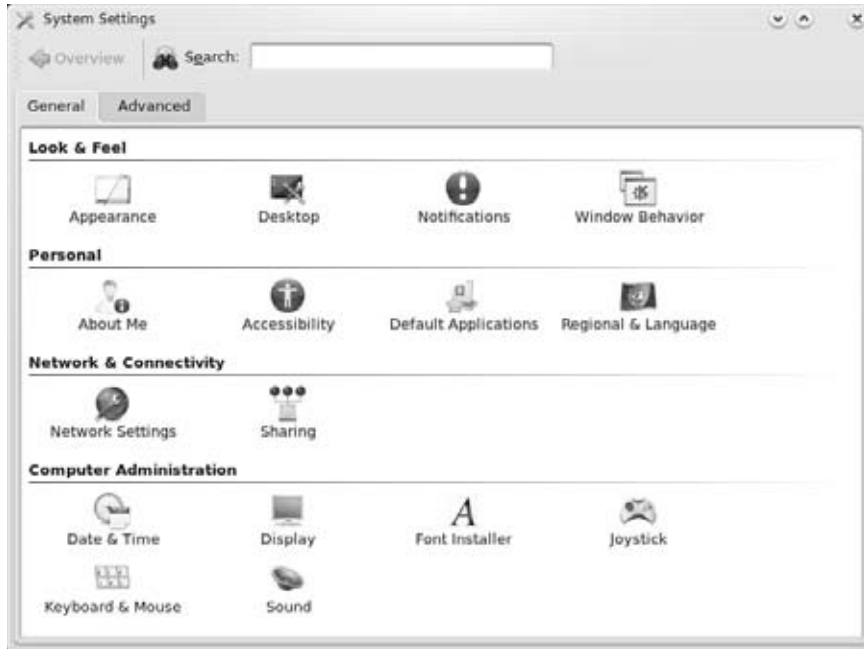 System Settings
Overview Search:
General Advanced
Look & Feel
Appearance Desktop Notifications Window Behavior
Personal
About Me Accessibility Default Applications Regional & Language
Network & Connectivity
Network Settings Sharing
Computer Administration
Date & Time Display Font Installer Joystick
Keyboard & Mouse Sound